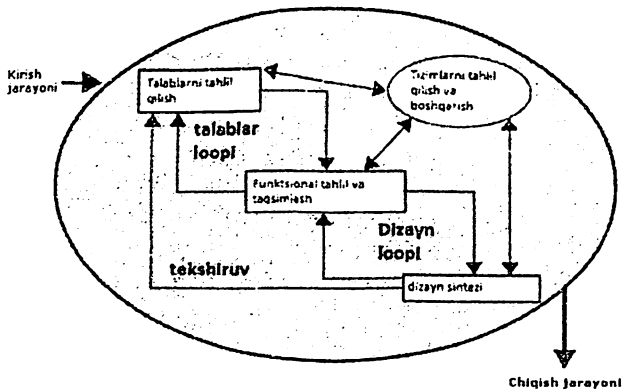 Kirish
jarayoni
Talablarni tahlil
qilish
Tizimlarni tahlil
qilish va
boshqarish
talablar
loopi
Funktsional tahlil va
taqsimlash
Dizayn
loopi
tekshiruv
dizayn sintezi
Chiqish jarayoni